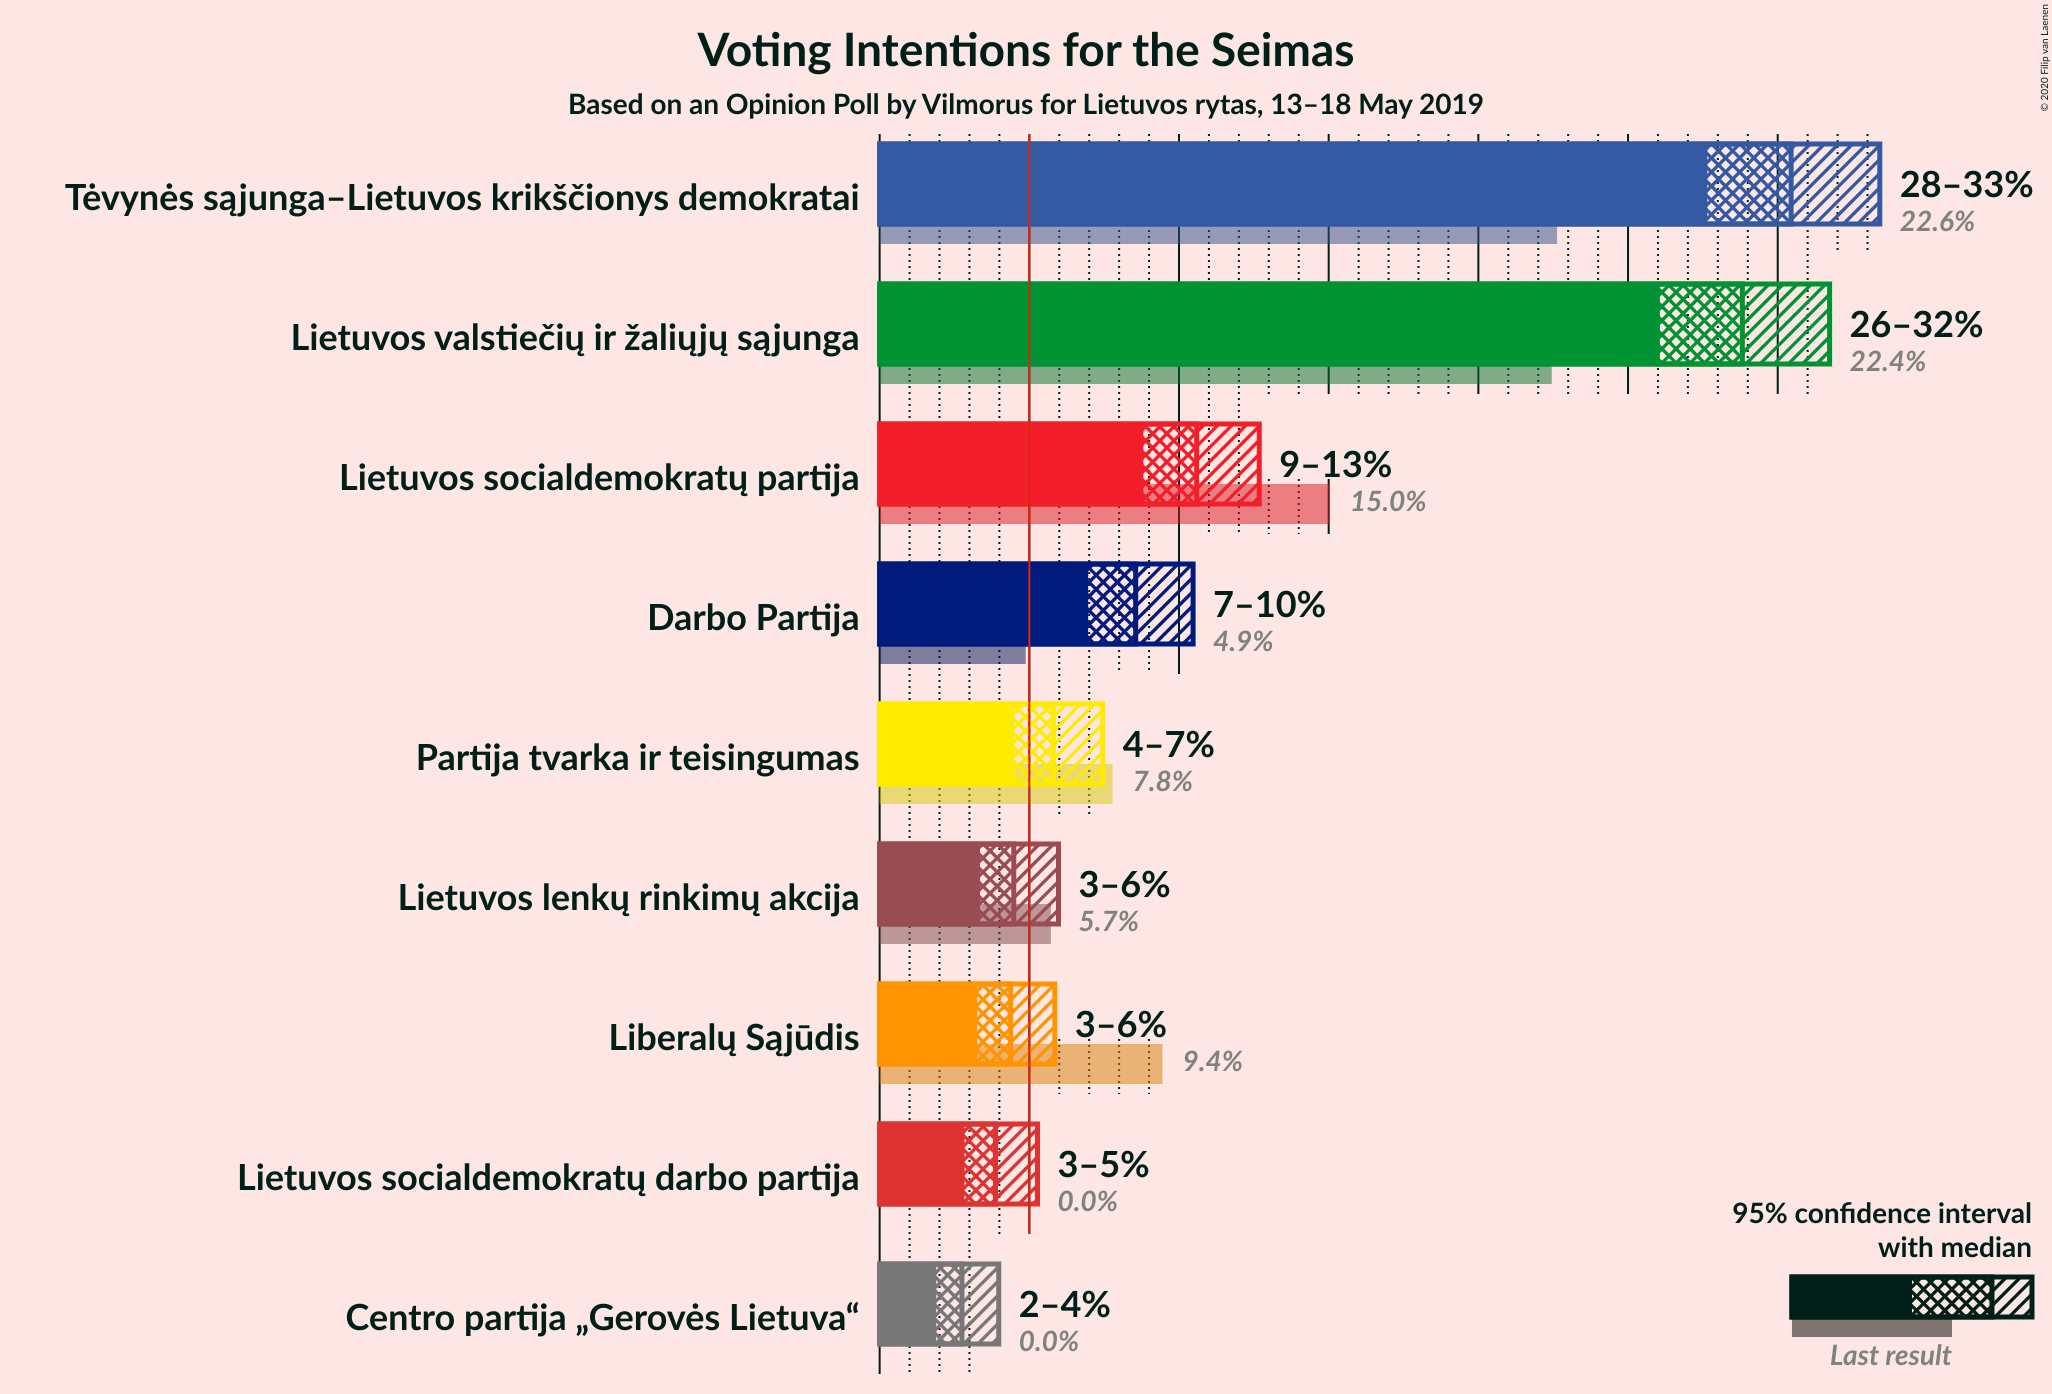 Voting Intentions for the Seimas
Based on an Opinion Poll by Vilmorus for Lietuvos rytas, 13–18 May 2019
© 2020 Filip van Laenen
Tėvynės sąjunga–Lietuvos krikščionys demokratai
28–33%
22.6%
Lietuvos valstiečių ir žaliųjų sąjunga
26–32%
22.4%
Lietuvos socialdemokratų partija
9–13%
15.0%
Darbo Partija
7–10%
4.9%
Partija tvarka ir teisingumas
4–7%
7.8%
Lietuvos lenkų rinkimų akcija
3–6%
5.7%
Liberalų Sąjūdis
3–6%
9.4%
Lietuvos socialdemokratų darbo partija
3–5%
0.0%
Centro partija „Gerovės Lietuva“
2–4%
0.0%
95% confidence interval
with median
Last result